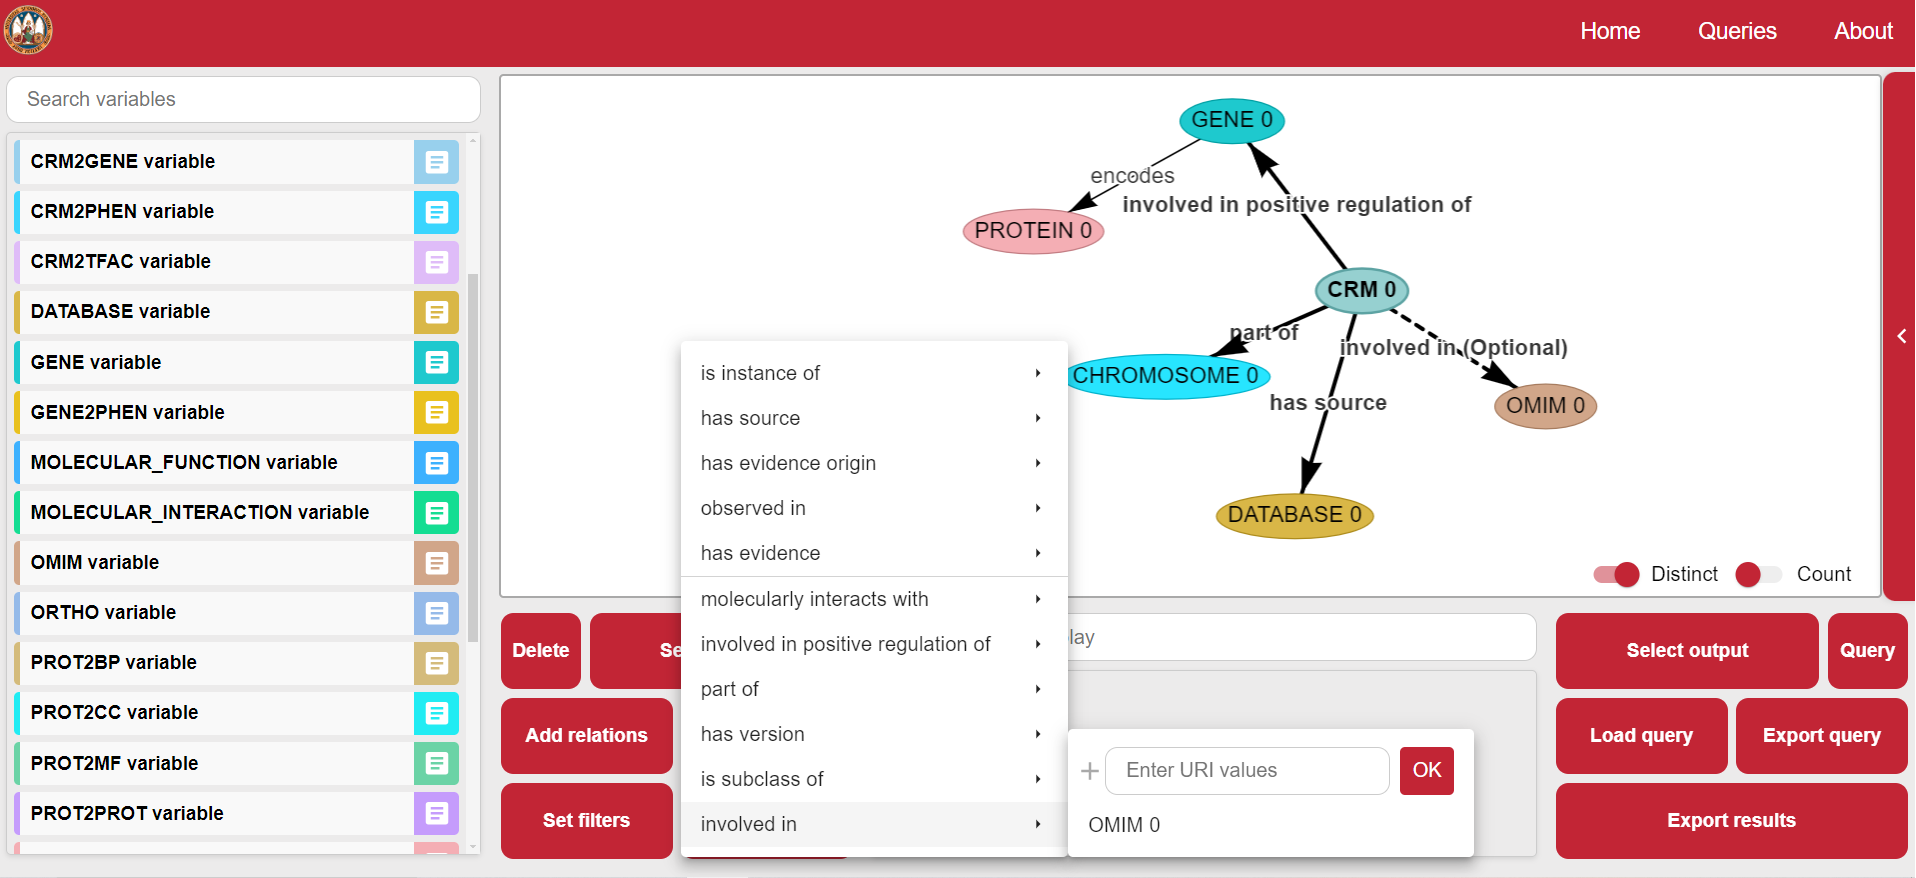 Home
Queries
About
Search variables
CRM2GENE variable
CRM2PHEN variable
CRM2TFAC variable
DATABASE variable
GENE variable
GENE2PHEN variable
MOLECULAR_FUNCTION variable
MOLECULAR_INTERACTION variable
OMIM variable
ORTHO variable
PROT2BP variable
PROT2CC variable
PROT2MF variable
PROT2PROT variable
GENE 0
encodes
involved in positive regulation of
PROTEIN 0
CRM 0
part of
involved in (Optional)
CHROMOSOME 0
has source
OMIM 0
DATABASE 0
Distinct
Count
is instance of
has source
has evidence origin
observed in
has evidence
molecularly interacts with
involved in positive regulation of
part of
has version
is subclass of
involved in
Enter URI values
OK
OMIM 0
Delete
Se
lay
Add relations
Set filters
Select output
Query
Load query
Export query
Export results